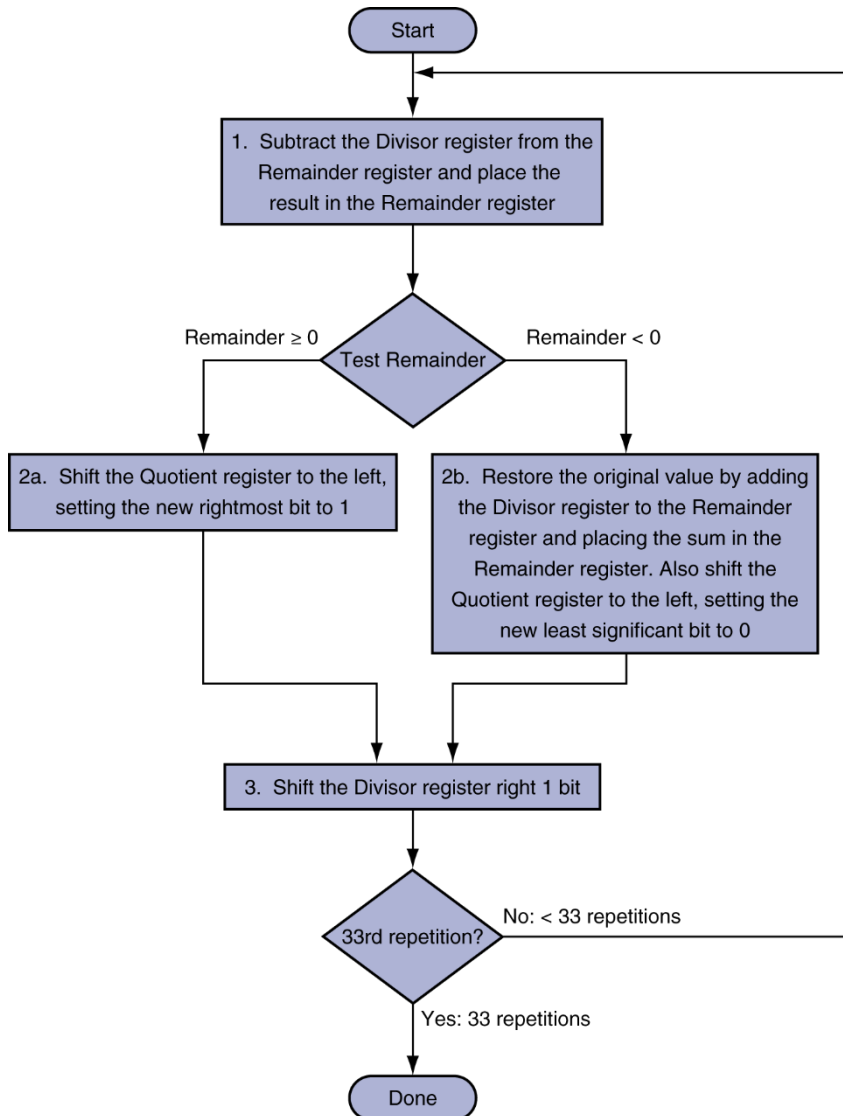 Start
1. Subtract the Divisor register from the
Remainder register and place the
result in the Remainder register
Remainder ≥ 0
Remainder < 0
Test Remainder
2a. Shift the Quotient register to the left,
setting the new rightmost bit to 1
2b. Restore the original value by adding
the Divisor register to the Remainder
register and placing the sum in the
Remainder register. Also shift the
Quotient register to the left, setting the
new least significant bit to 0
3. Shift the Divisor register right 1 bit
33rd repetition?
No: < 33 repetitions
Yes: 33 repetitions
Done